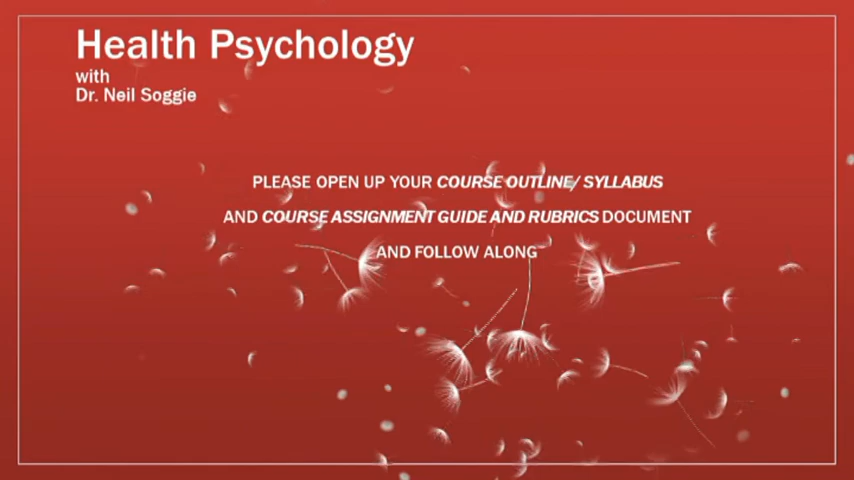 Health Psychology
with
Dr. Neil Soggie
PLEASE OPEN UP YOUR COURSE OUTLINE/ SYLLABUS
AND COURSE ASSIGNMENT GUIDE AND RUBRICS DOCUMENT
AND FOLLOW ALONG